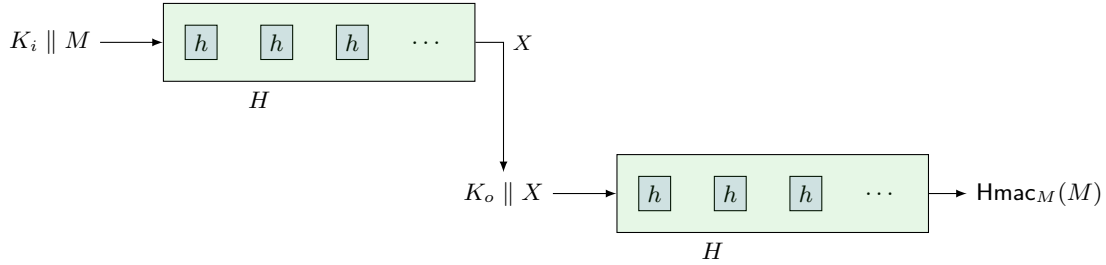 K_i ∥ M h h h ⋯ X
H
K_o ∥ X h h h ⋯ Hmac_M(M)
H